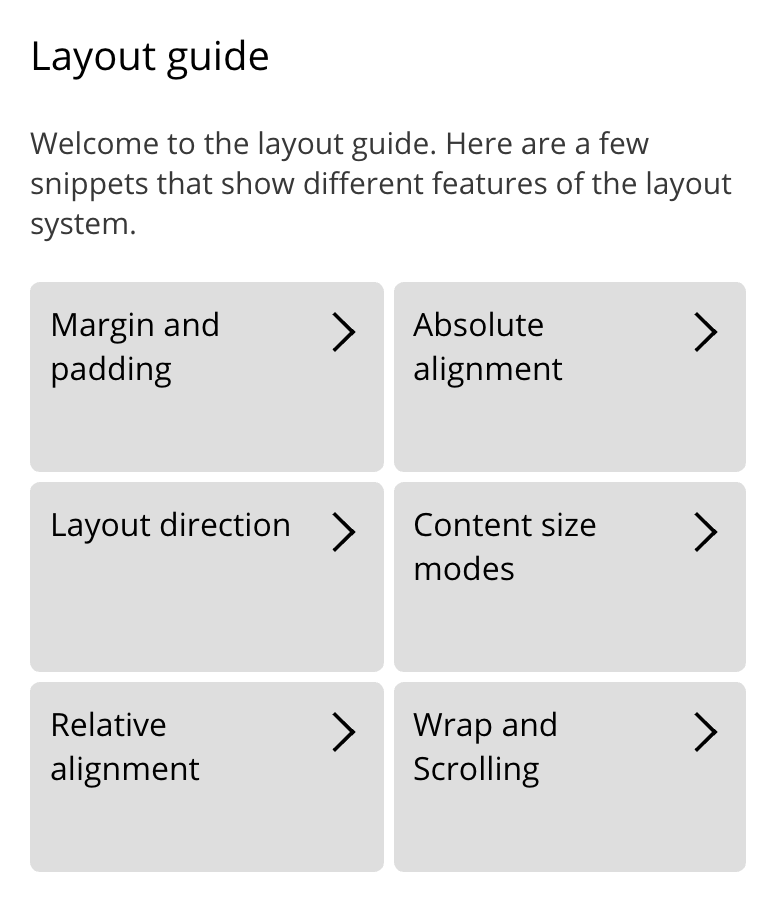 Layout guide
Welcome to the layout guide. Here are a few
snippets that show different features of the layout
system.
Margin and
padding
Absolute
alignment
Layout direction
Content size
modes
Relative
alignment
Wrap and
Scrolling